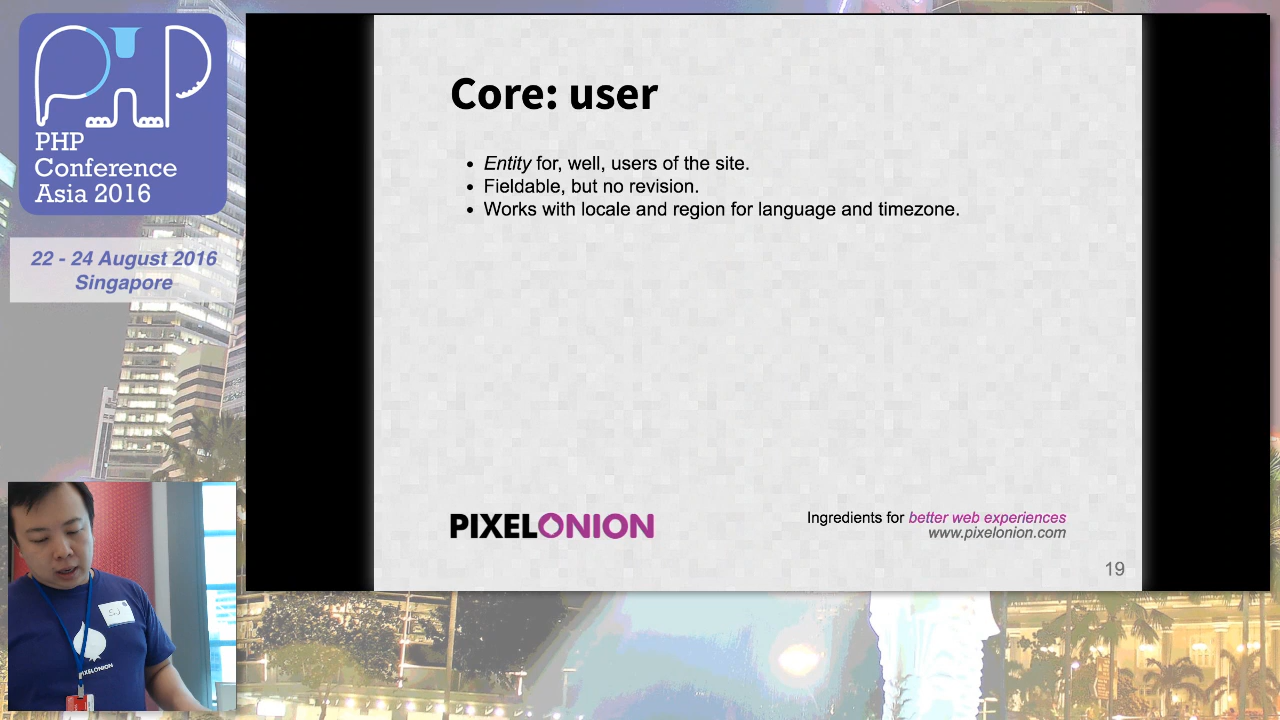 PHP
Conference
Asia 2016
22 - 24 August 2016
Singapore
Core: user
• Entity for, well, users of the site.
• Fieldable, but no revision.
• Works with locale and region for language and timezone.
PIXELONION
Ingredients for better web experiences
www.pixelonion.com
19
SJ
PIXELONION